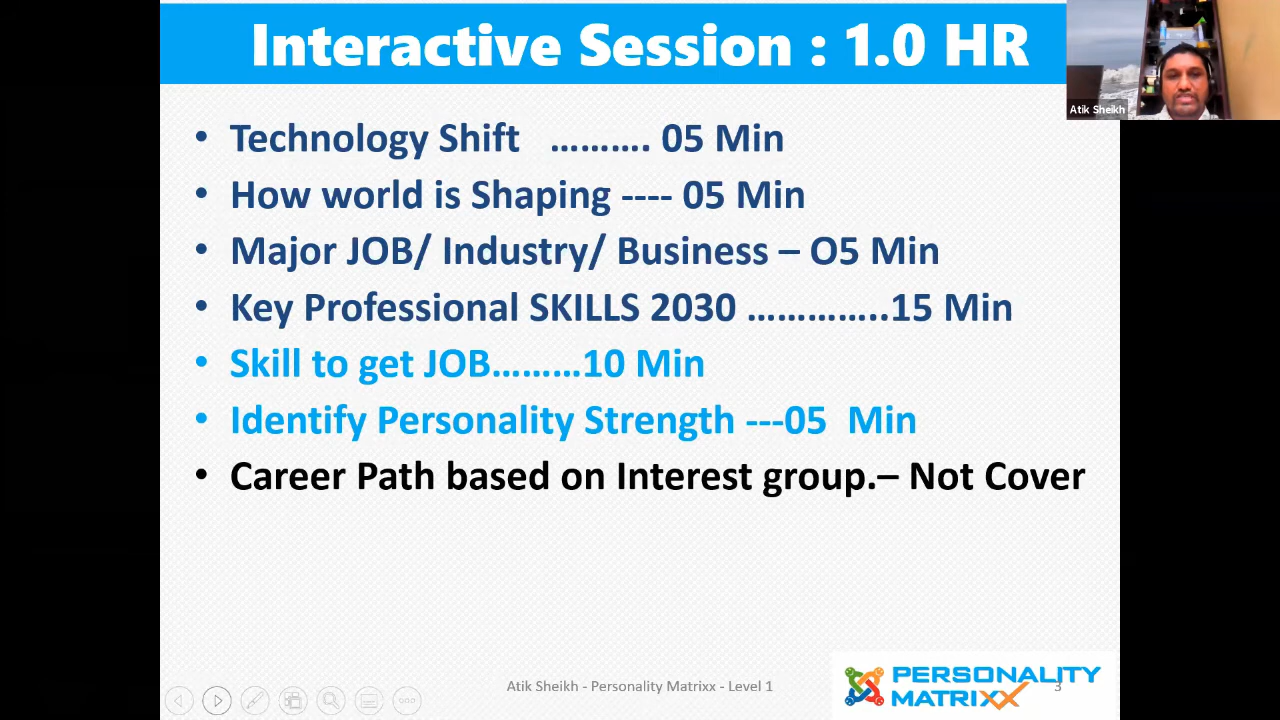 Interactive Session : 1.0 HR
Atik Sheikh
• Technology Shift ………. 05 Min
• How world is Shaping ---- 05 Min
• Major JOB/ Industry/ Business – O5 Min
• Key Professional SKILLS 2030 …………..15 Min
• Skill to get JOB………10 Min
• Identify Personality Strength ---05 Min
• Career Path based on Interest group.– Not Cover
Atik Sheikh - Personality Matrixx - Level 1
3
PERSONALITY
MATRIXX